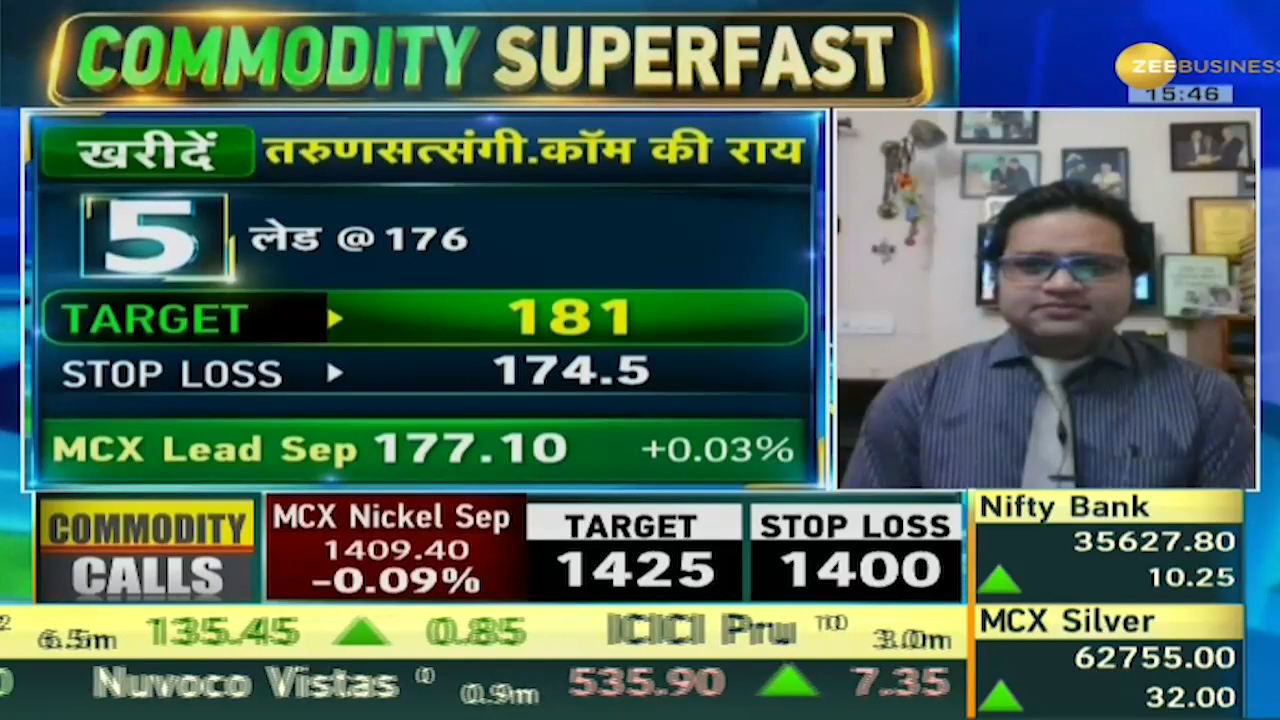 COMMODITY SUPERFAST
ZEEBUSINESS
15:46
खरीदें तरुणसत्संगी.कॉम की राय
5 लेड @ 176
TARGET 181
STOP LOSS 174.5
MCX Lead Sep 177.10 +0.03%
COMMODITY CALLS
MCX Nickel Sep
1409.40
-0.09%
TARGET
1425
STOP LOSS
1400
Nifty Bank
35627.80
10.25
MCX Silver
62755.00
32.00
6.5m 135.45 0.85 ICICI Pru 100 3.0m
Nuvoco Vistas 0 0.9m 535.90 7.35